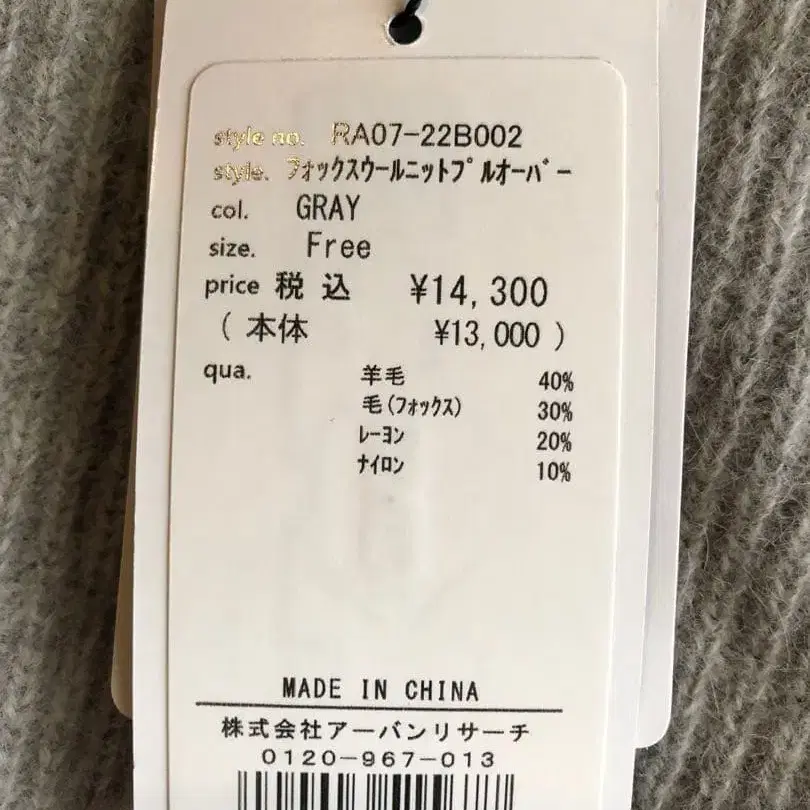 style no. RA07-22B002
style. フォックスウールニットプルオーバー
col. GRAY
size. Free
price 税込 ¥14,300
(本体 ¥13,000)
qua. 羊毛 40%
毛(フォックス) 30%
レーヨン 20%
ナイロン 10%
MADE IN CHINA
株式会社アーバンリサーチ
0120-967-013